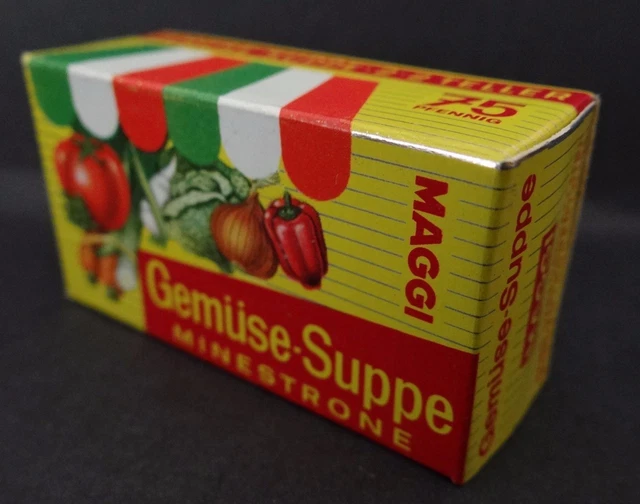 75
PFENNIG
MAGGI
Gemüse-Suppe
MINESTRONE
Gemüse-Suppe